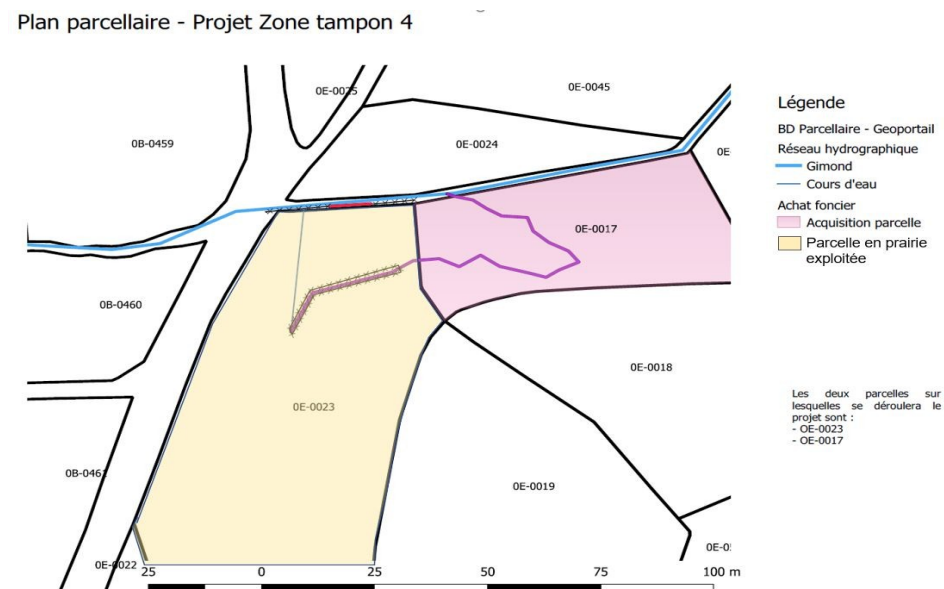 Plan parcellaire - Projet Zone tampon 4
0E-0025
0E-0045
0B-0459
0E-0024
0E-
0E-0017
0B-0460
0E-0018
0E-0023
0B-0461
0E-0019
0E-0022
25 0 25 50 75 100 m
Légende
BD Parcellaire - Geoportail
Réseau hydrographique
Gimond
Cours d'eau
Achat foncier
Acquisition parcelle
Parcelle en prairie
exploitée
Les deux parcelles sur
lesquelles se déroulera le
projet sont :
- OE-0023
- OE-0017